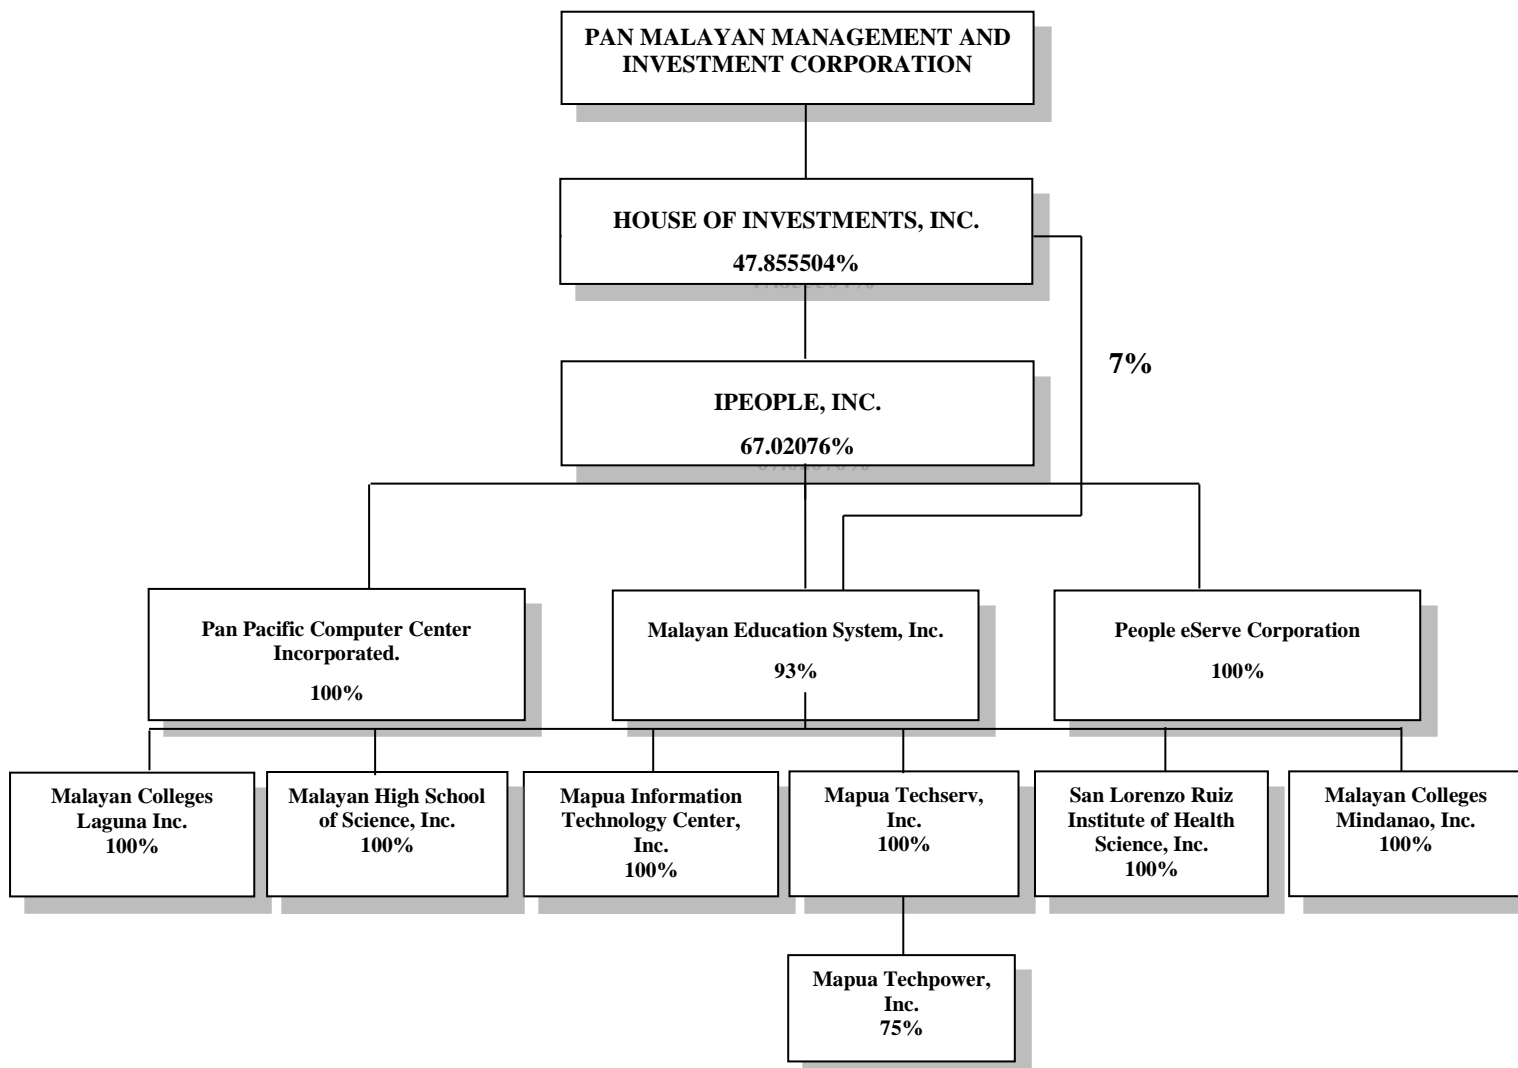 PAN MALAYAN MANAGEMENT AND
INVESTMENT CORPORATION
HOUSE OF INVESTMENTS, INC.
47.855504%
7%
IPEOPLE, INC.
67.02076%
Pan Pacific Computer Center
Incorporated.
100%
Malayan Education System, Inc.
93%
People eServe Corporation
100%
Malayan Colleges
Laguna Inc.
100%
Malayan High School
of Science, Inc.
100%
Mapua Information
Technology Center,
Inc.
100%
Mapua Techserv,
Inc.
100%
San Lorenzo Ruiz
Institute of Health
Science, Inc.
100%
Malayan Colleges
Mindanao, Inc.
100%
Mapua Techpower,
Inc.
75%